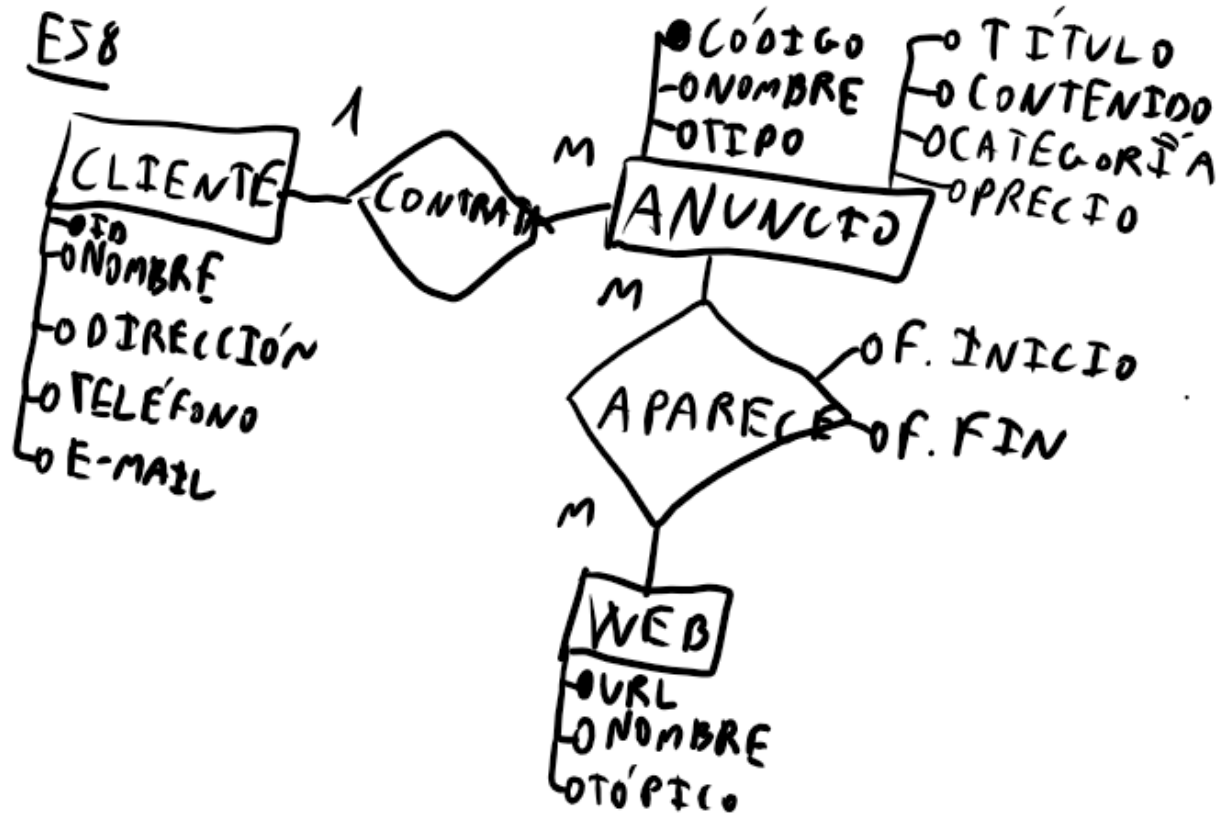 E58
1
CLIENTE
ID
NOMBRE
DIRECCIÓN
TELÉFONO
E-MAIL
CONTRATA
M
CÓDIGO
NOMBRE
TIPO
TÍTULO
CONTENIDO
CATEGORÍA
PRECIO
ANUNCIO
M
APARECE
F. INICIO
F. FIN
M
WEB
URL
NOMBRE
TÓPICO